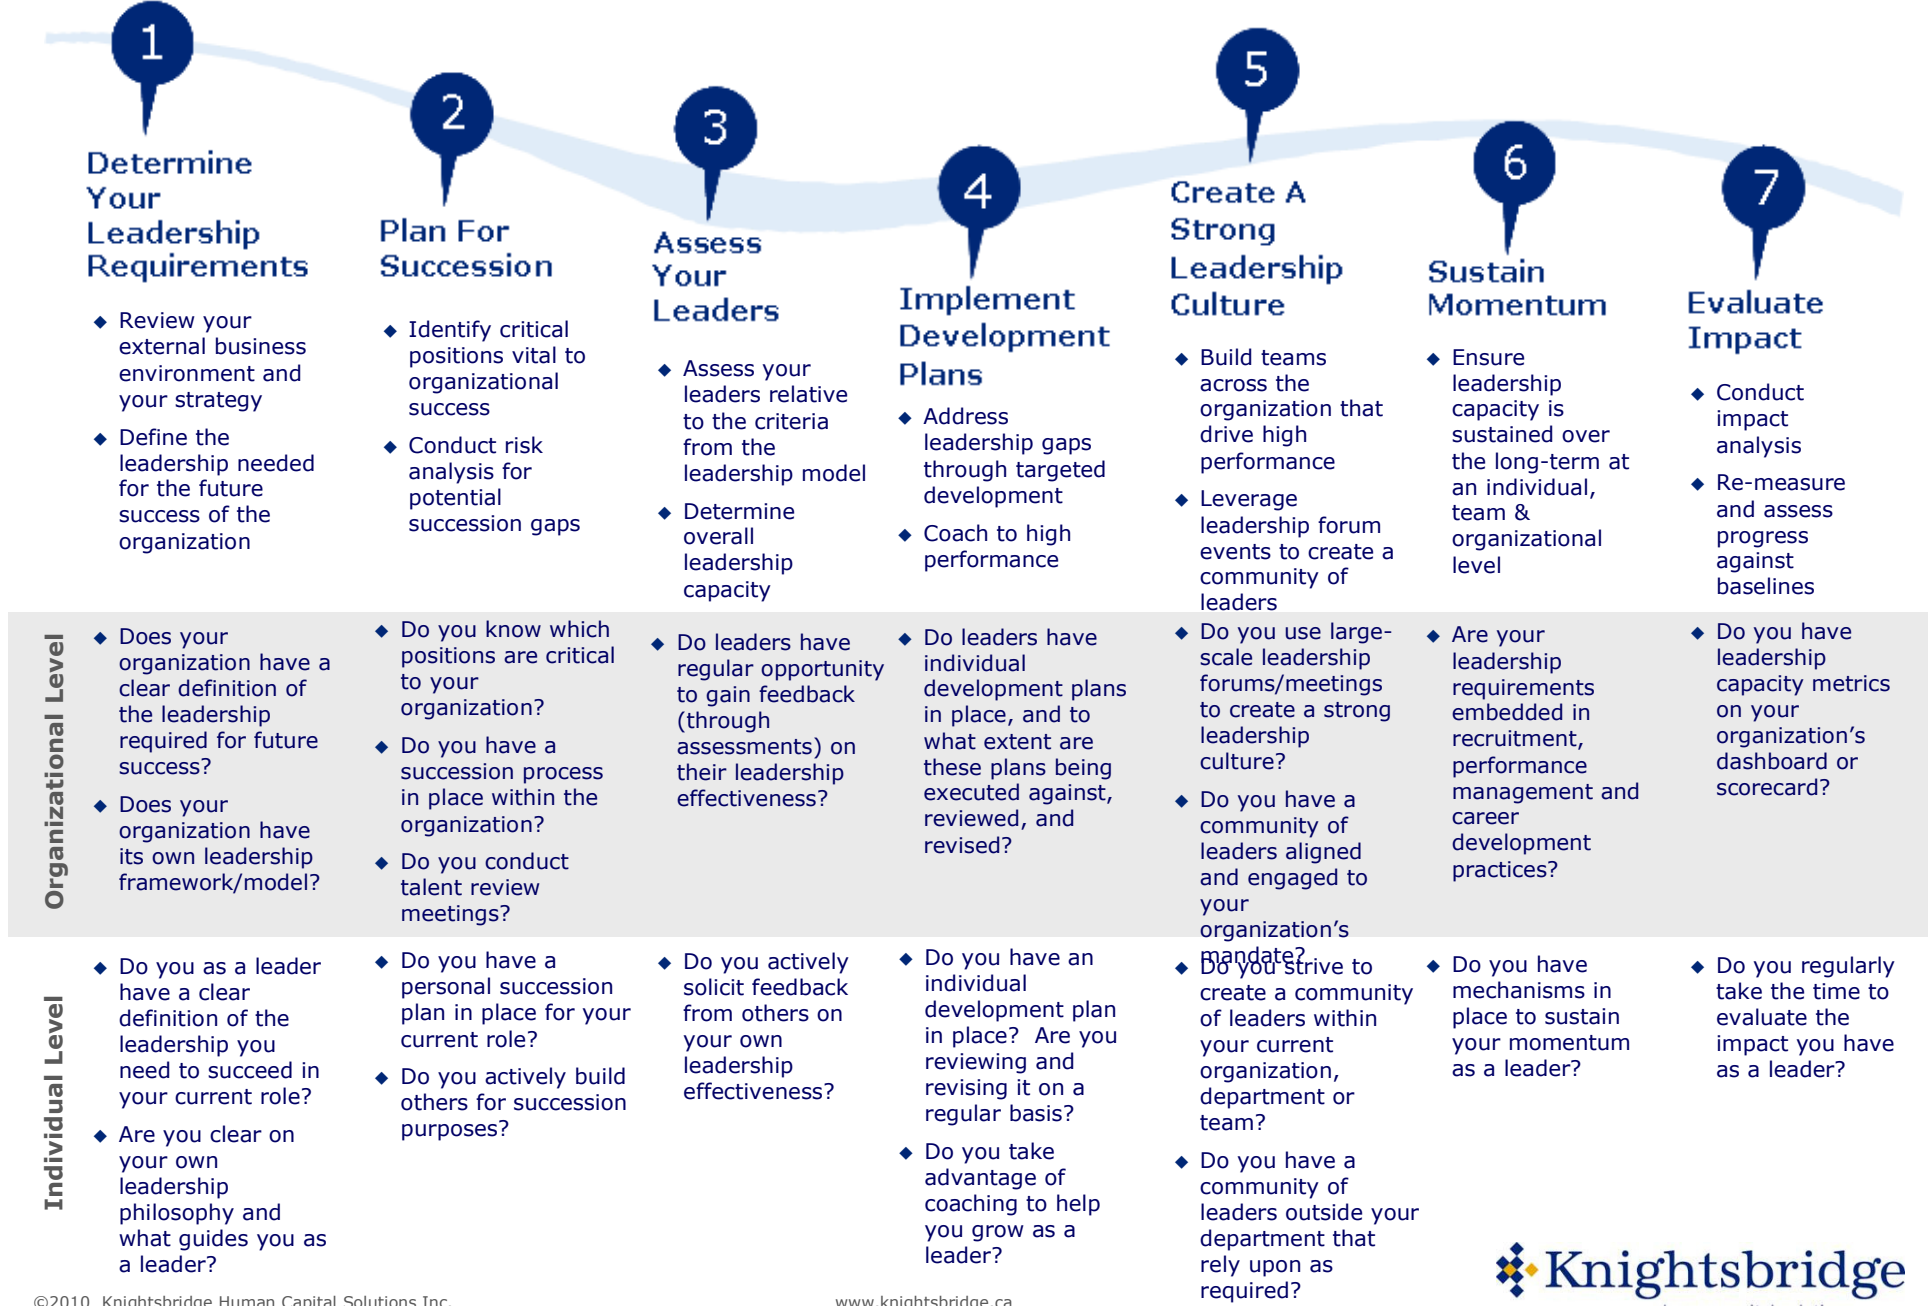 1
Determine
Your
Leadership
Requirements
◆ Review your
external business
environment and
your strategy
◆ Define the
leadership needed
for the future
success of the
organization
2
Plan For
Succession
◆ Identify critical
positions vital to
organizational
success
◆ Conduct risk
analysis for
potential
succession gaps
3
Assess
Your
Leaders
◆ Assess your
leaders relative
to the criteria
from the
leadership model
◆ Determine
overall
leadership
capacity
4
Implement
Development
Plans
◆ Address
leadership gaps
through targeted
development
◆ Coach to high
performance
5
Create A
Strong
Leadership
Culture
◆ Build teams
across the
organization that
drive high
performance
◆ Leverage
leadership forum
events to create a
community of
leaders
6
Sustain
Momentum
◆ Ensure
leadership
capacity is
sustained over
the long-term at
an individual,
team &
organizational
level
7
Evaluate
Impact
◆ Conduct
impact
analysis
◆ Re-measure
and assess
progress
against
baselines
Organizational Level
◆ Does your
organization have a
clear definition of
the leadership
required for future
success?
◆ Does your
organization have
its own leadership
framework/model?
◆ Do you know which
positions are critical
to your
organization?
◆ Do you have a
succession process
in place within the
organization?
◆ Do you conduct
talent review
meetings?
◆ Do leaders have
regular opportunity
to gain feedback
(through
assessments) on
their leadership
effectiveness?
◆ Do leaders have
individual
development plans
in place, and to
what extent are
these plans being
executed against,
reviewed, and
revised?
◆ Do you use large-
scale leadership
forums/meetings
to create a strong
leadership
culture?
◆ Do you have a
community of
leaders aligned
and engaged to
your
organization’s
mandate?
◆ Are your
leadership
requirements
embedded in
recruitment,
performance
management and
career
development
practices?
◆ Do you have
leadership
capacity metrics
on your
organization’s
dashboard or
scorecard?
Individual Level
◆ Do you as a leader
have a clear
definition of the
leadership you
need to succeed in
your current role?
◆ Are you clear on
your own
leadership
philosophy and
what guides you as
a leader?
◆ Do you have a
personal succession
plan in place for your
current role?
◆ Do you actively build
others for succession
purposes?
◆ Do you actively
solicit feedback
from others on
your own
leadership
effectiveness?
◆ Do you have an
individual
development plan
in place? Are you
reviewing and
revising it on a
regular basis?
◆ Do you take
advantage of
coaching to help
you grow as a
leader?
◆ Do you strive to
create a community
of leaders within
your current
organization,
department or
team?
◆ Do you have a
community of
leaders outside your
department that
rely upon as
required?
◆ Do you have
mechanisms in
place to sustain
your momentum
as a leader?
◆ Do you regularly
take the time to
evaluate the
impact you have
as a leader?
Knightsbridge
©2010 Knightsbridge Human Capital Solutions Inc.
www.knightsbridge.ca